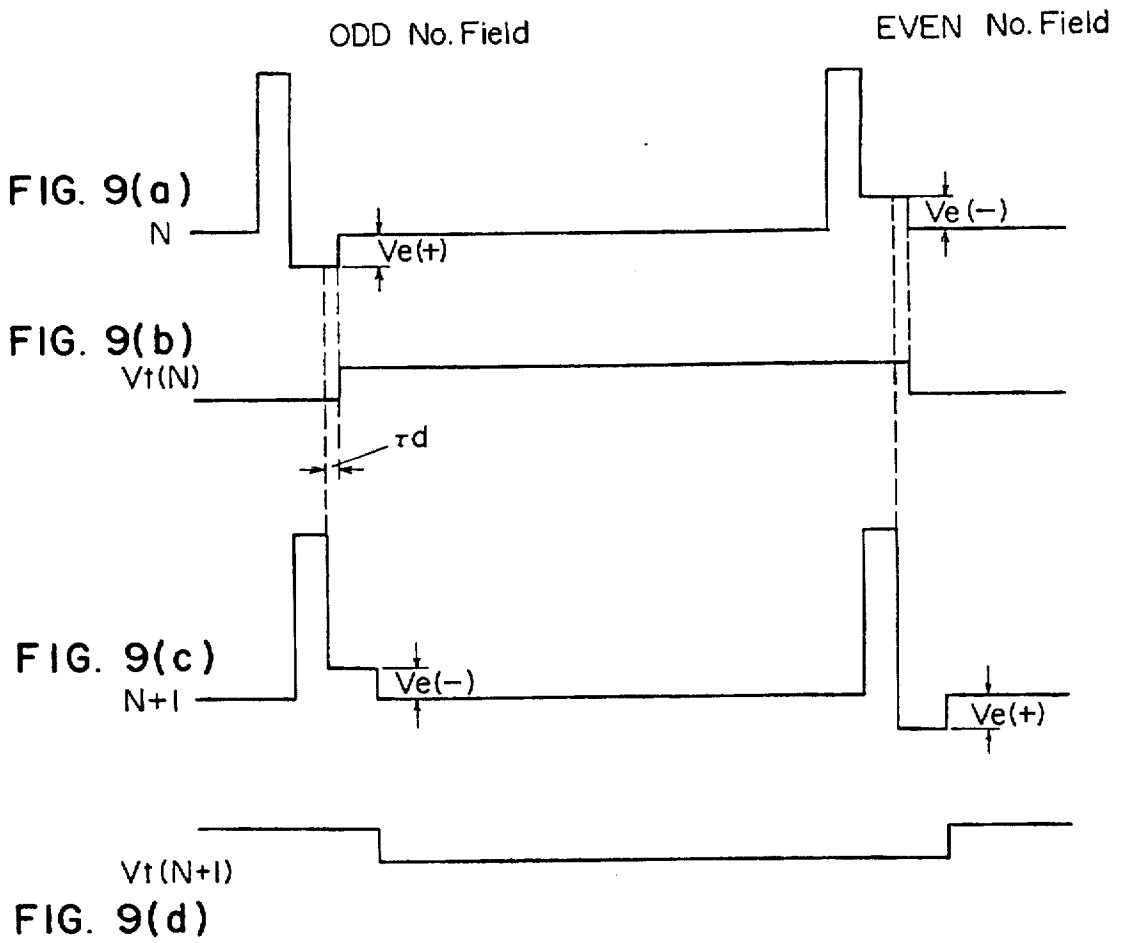 ODD No. Field
EVEN No. Field
FIG. 9(a)
N
Ve(+)
Ve(-)
FIG. 9(b)
Vt(N)
τd
FIG. 9(c)
N+1
Ve(-)
Ve(+)
Vt(N+1)
FIG. 9(d)